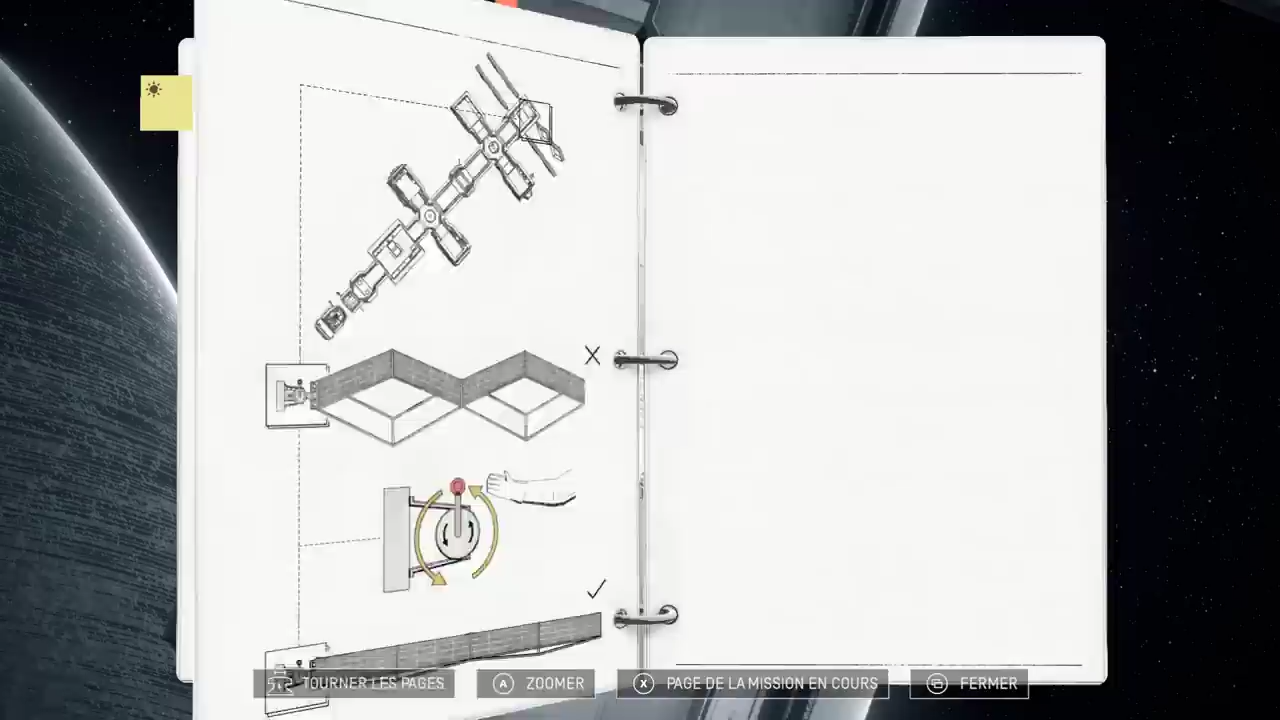 TOURNER LES PAGES
A ZOOMER
X PAGE DE LA MISSION EN COURS
FERMER